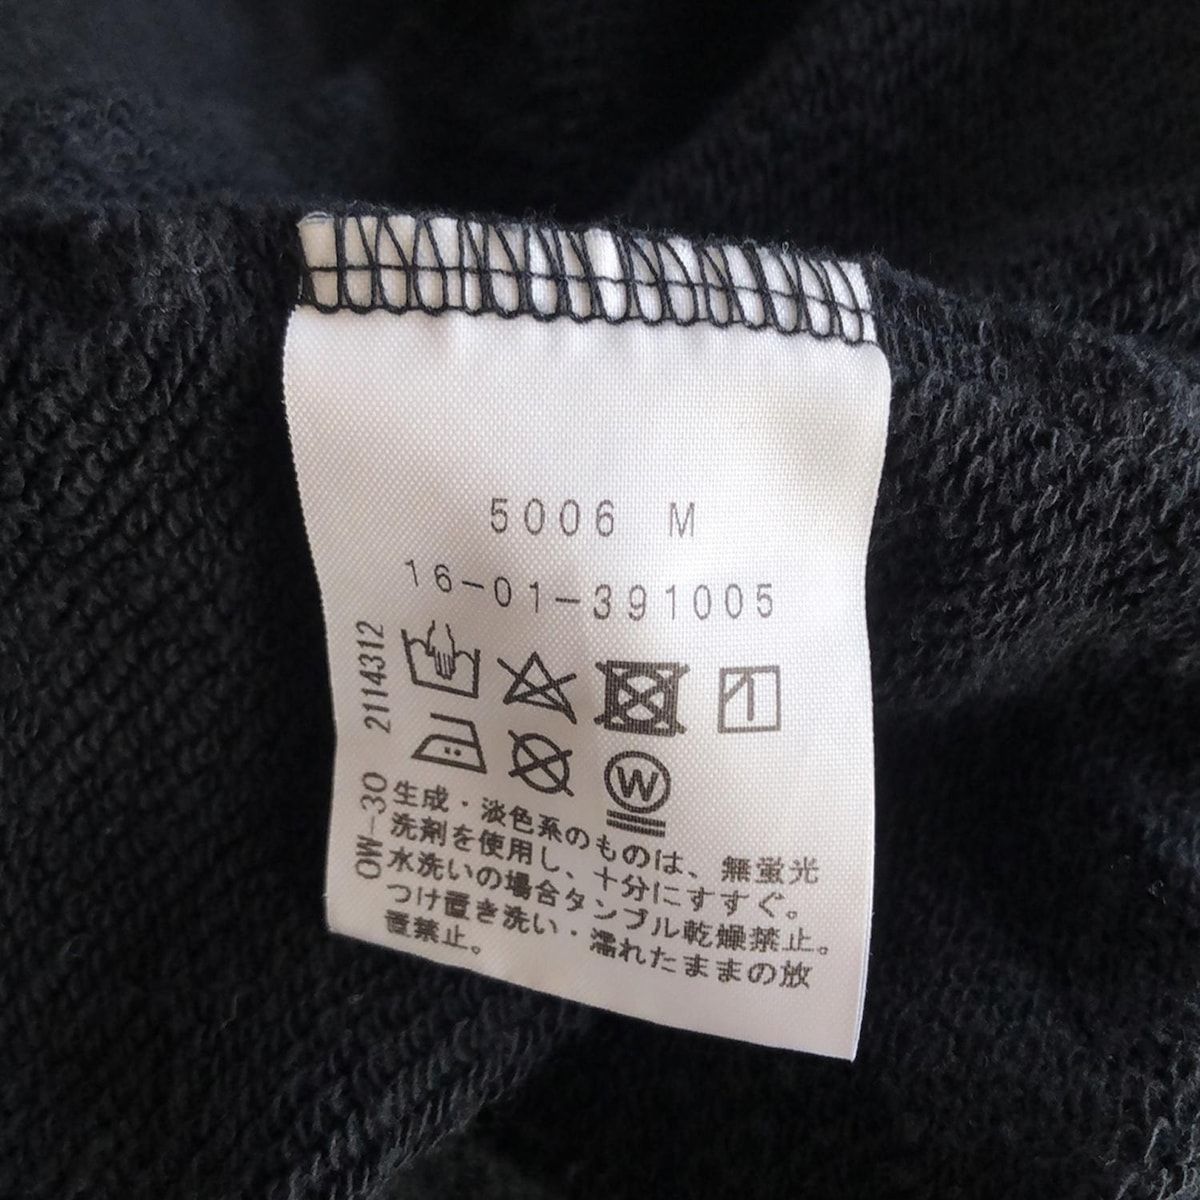 5006 M
16-01-391005
2114312
OW-30
W
生成・淡色系のものは、無蛍光
洗剤を使用し、十分にすすぐ。
水洗いの場合タンブル乾燥禁止。
つけ置き洗い・濡れたままの放
置禁止。